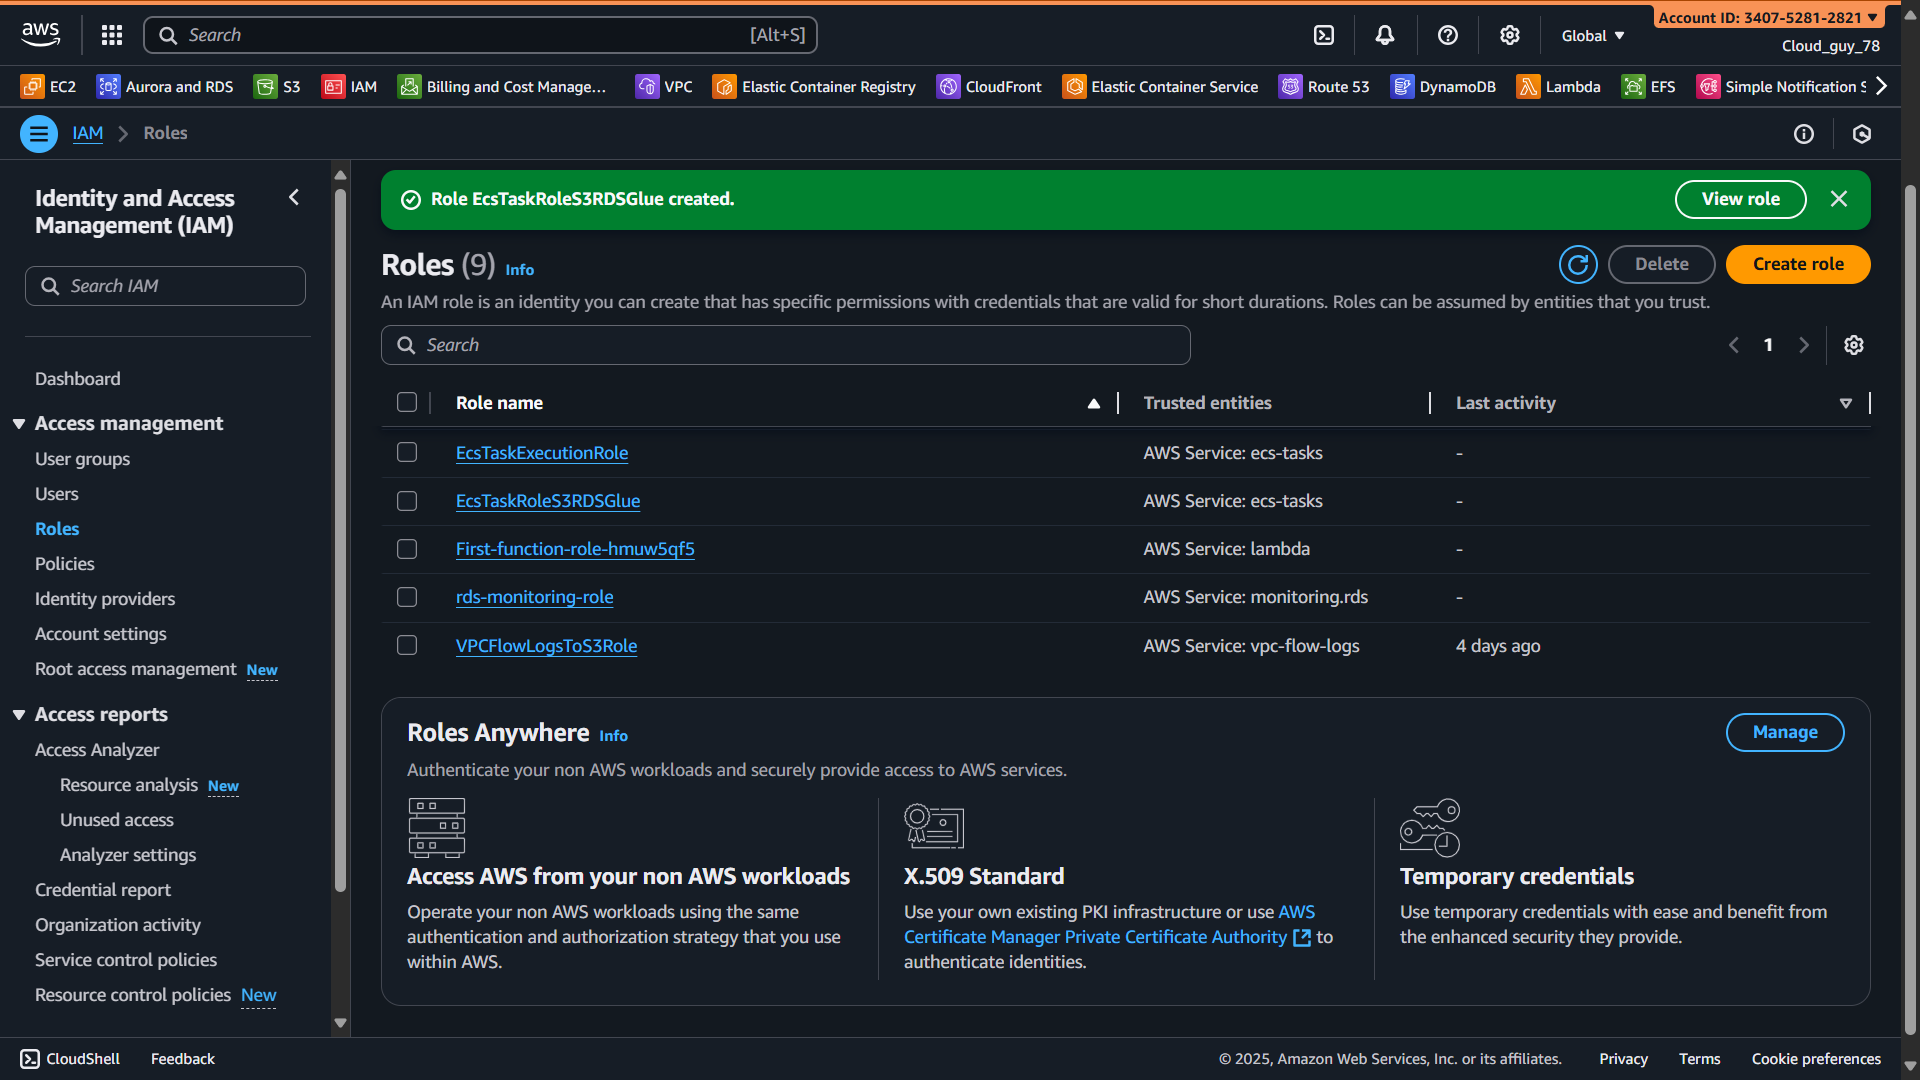 aws
Search [Alt+S]
Global
Account ID: 3407-5281-2821
Cloud_guy_78
EC2 Aurora and RDS S3 IAM Billing and Cost Manage... VPC Elastic Container Registry CloudFront Elastic Container Service Route 53 DynamoDB Lambda EFS Simple Notification S
IAM Roles
Identity and Access
Management (IAM)
Search IAM
Dashboard
Access management
User groups
Users
Roles
Policies
Identity providers
Account settings
Root access management New
Access reports
Access Analyzer
Resource analysis New
Unused access
Analyzer settings
Credential report
Organization activity
Service control policies
Resource control policies New
Role EcsTaskRoleS3RDSGlue created.
View role
Roles (9) Info
Delete
Create role
An IAM role is an identity you can create that has specific permissions with credentials that are valid for short durations. Roles can be assumed by entities that you trust.
Search
1
Role name Trusted entities Last activity
EcsTaskExecutionRole AWS Service: ecs-tasks -
EcsTaskRoleS3RDSGlue AWS Service: ecs-tasks -
First-function-role-hmuw5qf5 AWS Service: lambda -
rds-monitoring-role AWS Service: monitoring.rds -
VPCFlowLogsToS3Role AWS Service: vpc-flow-logs 4 days ago
Roles Anywhere Info
Manage
Authenticate your non AWS workloads and securely provide access to AWS services.
Access AWS from your non AWS workloads
Operate your non AWS workloads using the same
authentication and authorization strategy that you use
within AWS.
X.509 Standard
Use your own existing PKI infrastructure or use AWS
Certificate Manager Private Certificate Authority to
authenticate identities.
Temporary credentials
Use temporary credentials with ease and benefit from
the enhanced security they provide.
CloudShell Feedback © 2025, Amazon Web Services, Inc. or its affiliates. Privacy Terms Cookie preferences